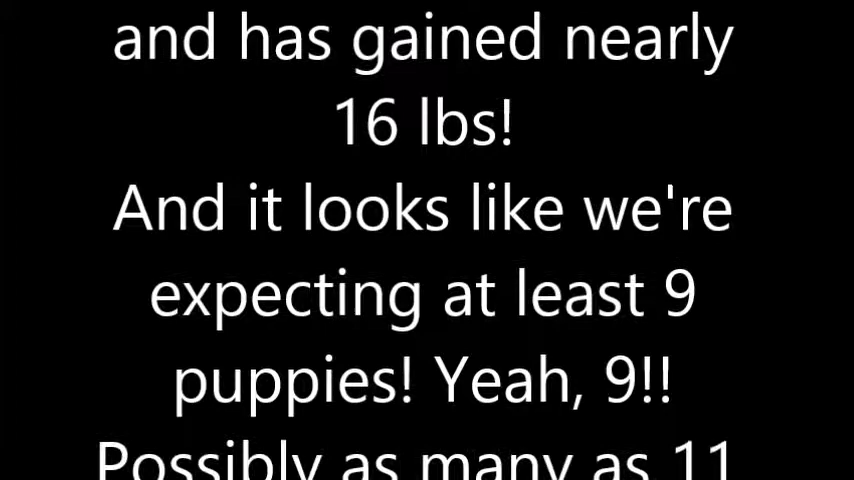 and has gained nearly
16 lbs!
And it looks like we're
expecting at least 9
puppies! Yeah, 9!!
Possibly as many as 11